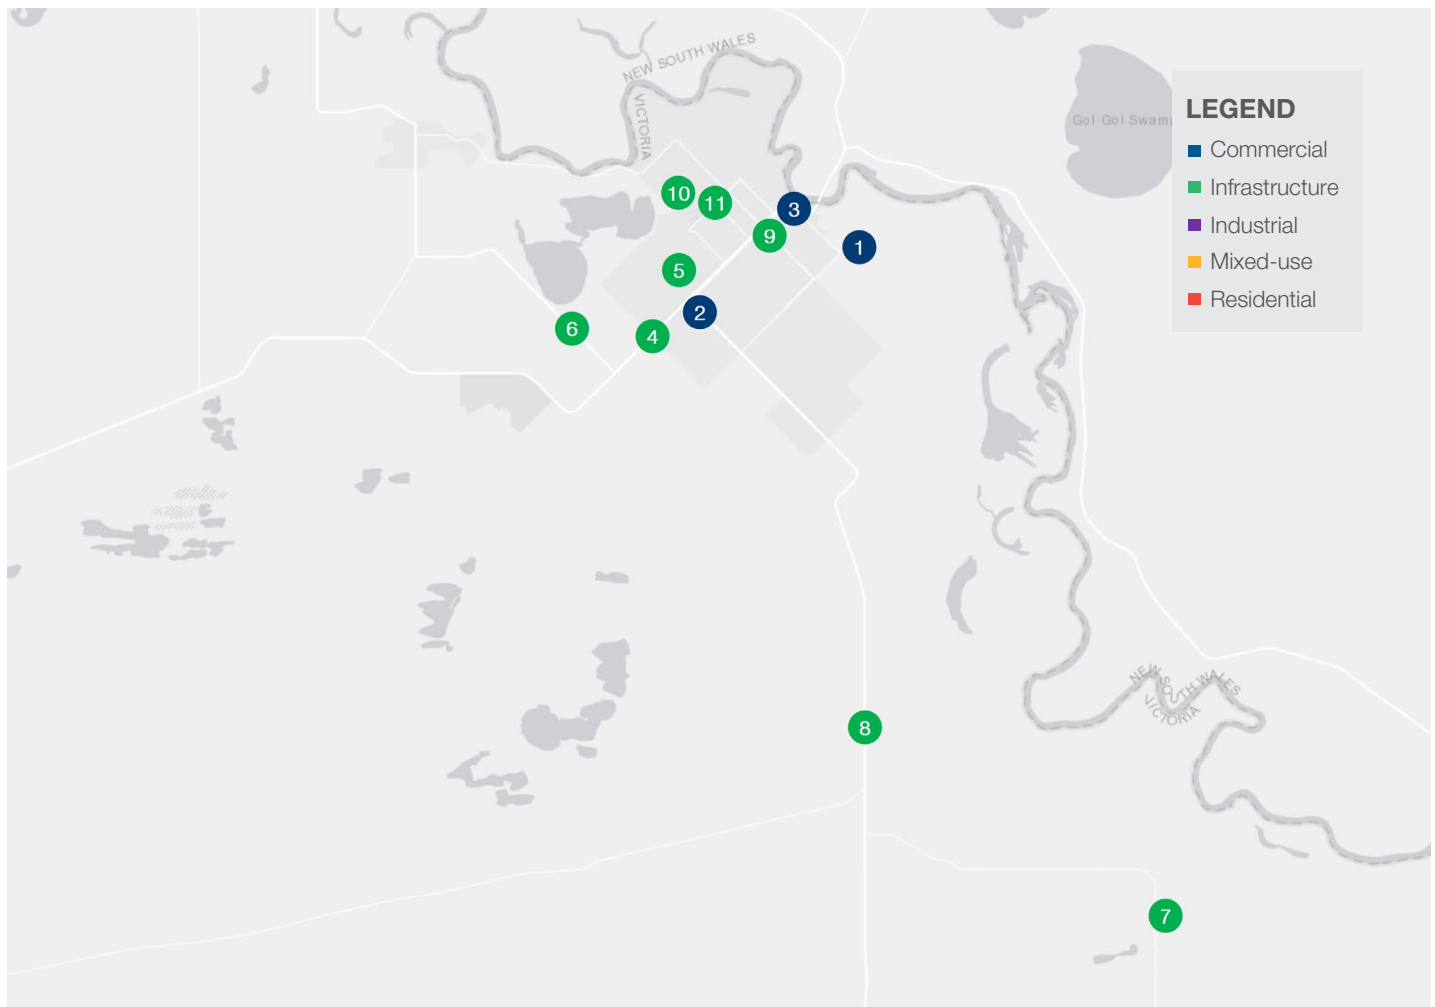 NEW SOUTH WALES
VICTORIA
Gol Gol Swamp
LEGEND
Commercial
Infrastructure
Industrial
Mixed-use
Residential
10
11
3
9
1
5
2
6
4
NEW SOUTH WALES
VICTORIA
8
7